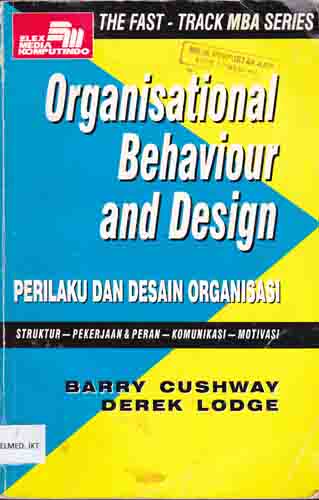 ELEX
MEDIA
KOMPUTINDO
THE FAST - TRACK MBA SERIES
Organisational
Behaviour
and Design
PERILAKU DAN DESAIN ORGANISASI
STRUKTUR – PEKERJAAN & PERAN – KOMUNIKASI – MOTIVASI
BARRY CUSHWAY
DEREK LODGE
ELMED. IKT